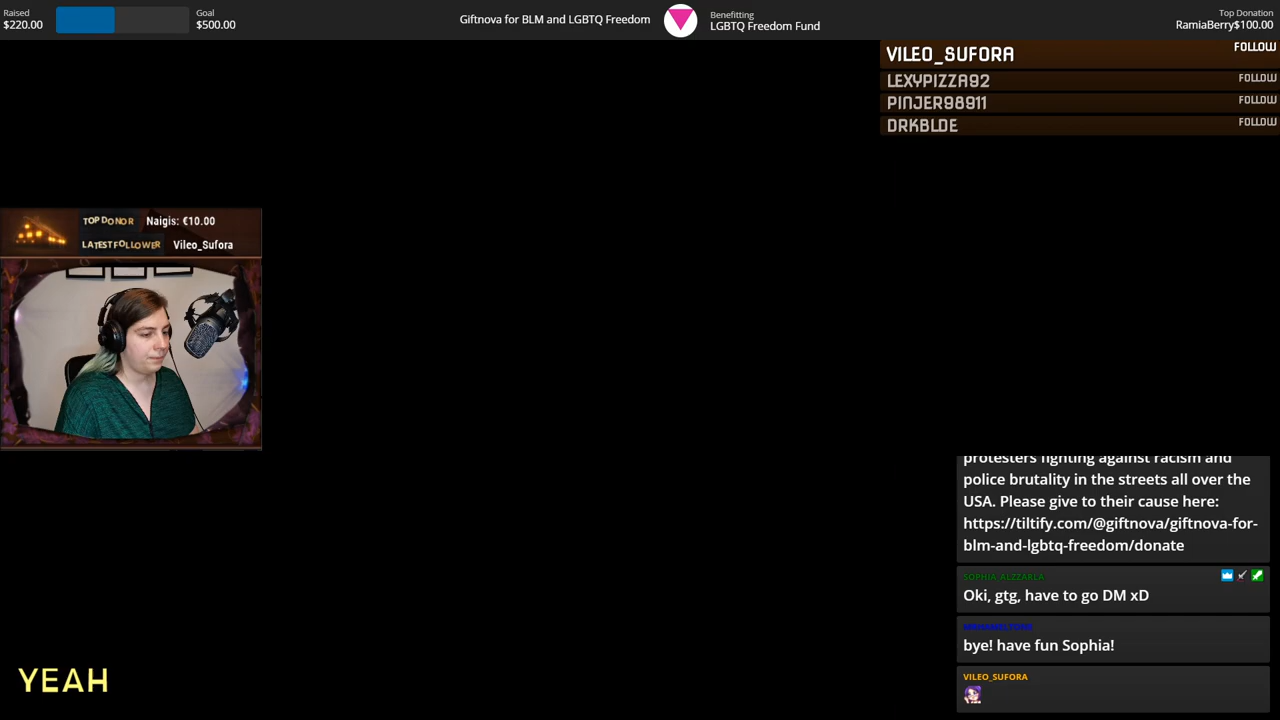 Raised
$220.00
Goal
$500.00
Giftnova for BLM and LGBTQ Freedom
Benefitting
LGBTQ Freedom Fund
Top Donation
RamiaBerry$100.00
VILEO_SUFORA FOLLOW
LEXYPIZZA92 FOLLOW
PINJER98911 FOLLOW
DRKBLDE FOLLOW
TOP DONOR Naigis: €10.00
LATEST FOLLOWER Vileo_Sufora
protesters fighting against racism and
police brutality in the streets all over the
USA. Please give to their cause here:
https://tiltify.com/@giftnova/giftnova-for-
blm-and-lgbtq-freedom/donate
SOPHIA_ALZZARLA
Oki, gtg, have to go DM xD
bye! have fun Sophia!
VILEO_SUFORA
YEAH